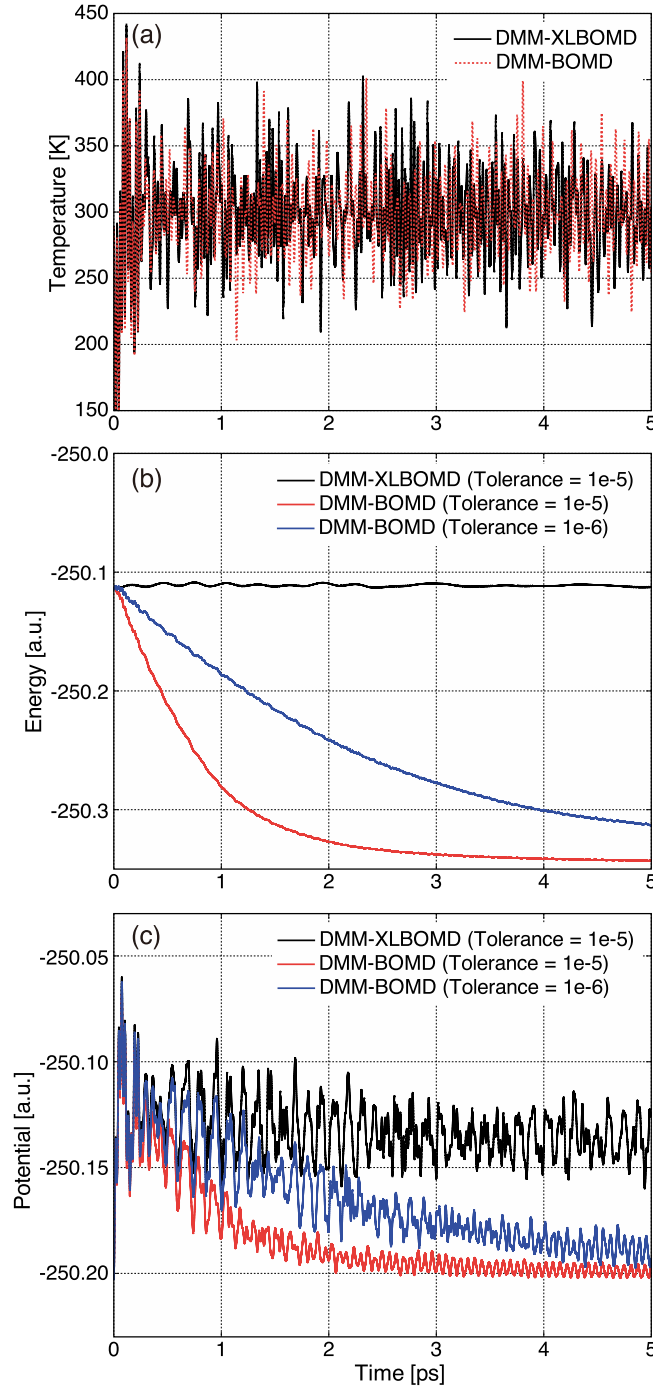 (a)
DMM-XLBOMD
DMM-BOMD
Temperature [K]
450
400
350
300
250
200
150
0 1 2 3 4 5
(b)
DMM-XLBOMD (Tolerance = 1e-5)
DMM-BOMD (Tolerance = 1e-5)
DMM-BOMD (Tolerance = 1e-6)
Energy [a.u.]
-250.0
-250.1
-250.2
-250.3
0 1 2 3 4 5
(c)
DMM-XLBOMD (Tolerance = 1e-5)
DMM-BOMD (Tolerance = 1e-5)
DMM-BOMD (Tolerance = 1e-6)
Potential [a.u.]
-250.05
-250.10
-250.15
-250.20
0 1 2 3 4 5
Time [ps]